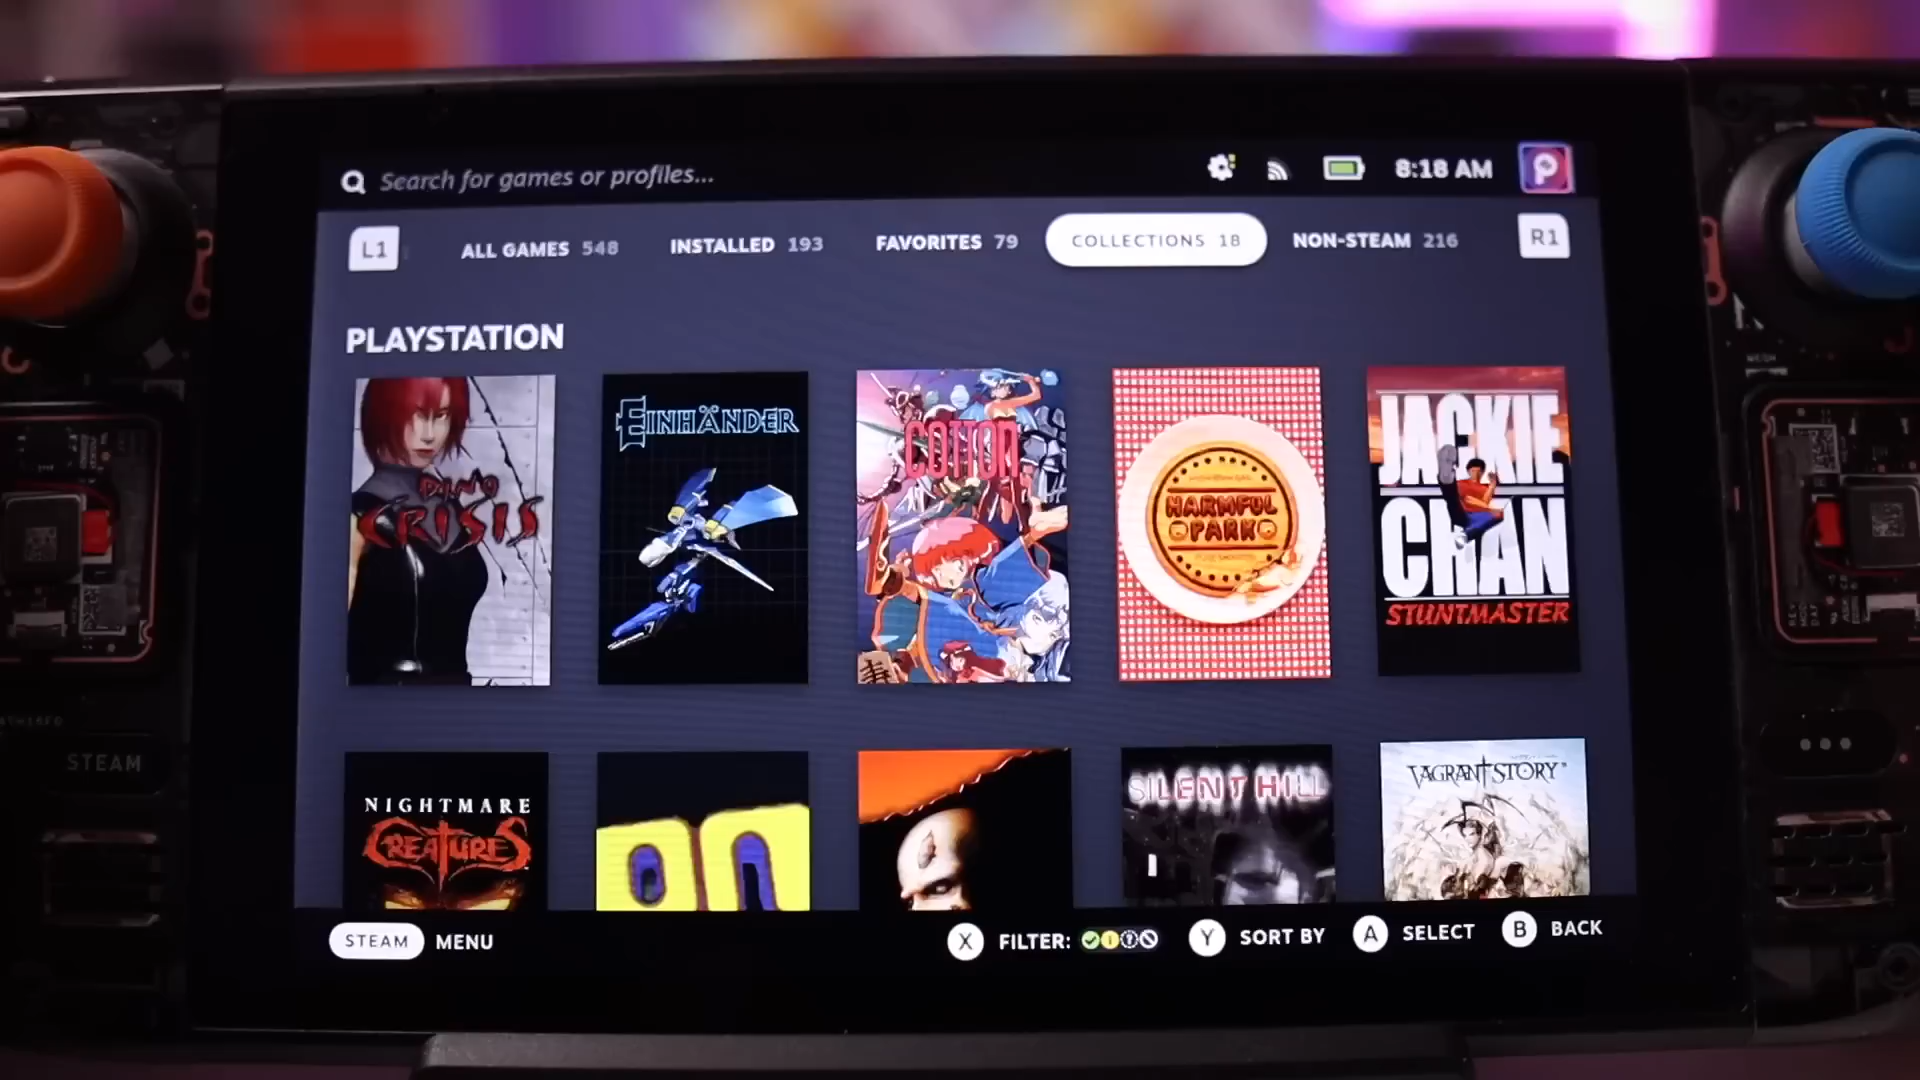 Search for games or profiles...
8:18 AM
L1
ALL GAMES 548
INSTALLED 193
FAVORITES 79
COLLECTIONS 18
NON-STEAM 216
R1
PLAYSTATION
DINO
CRISIS
EINHÄNDER
COTTON
HARMFUL
PARK
JACKIE
CHAN
STUNTMASTER
NIGHTMARE
CREATURES
SILENT HILL
VAGRANT STORY
STEAM
STEAM MENU
X FILTER:
Y SORT BY
A SELECT
B BACK